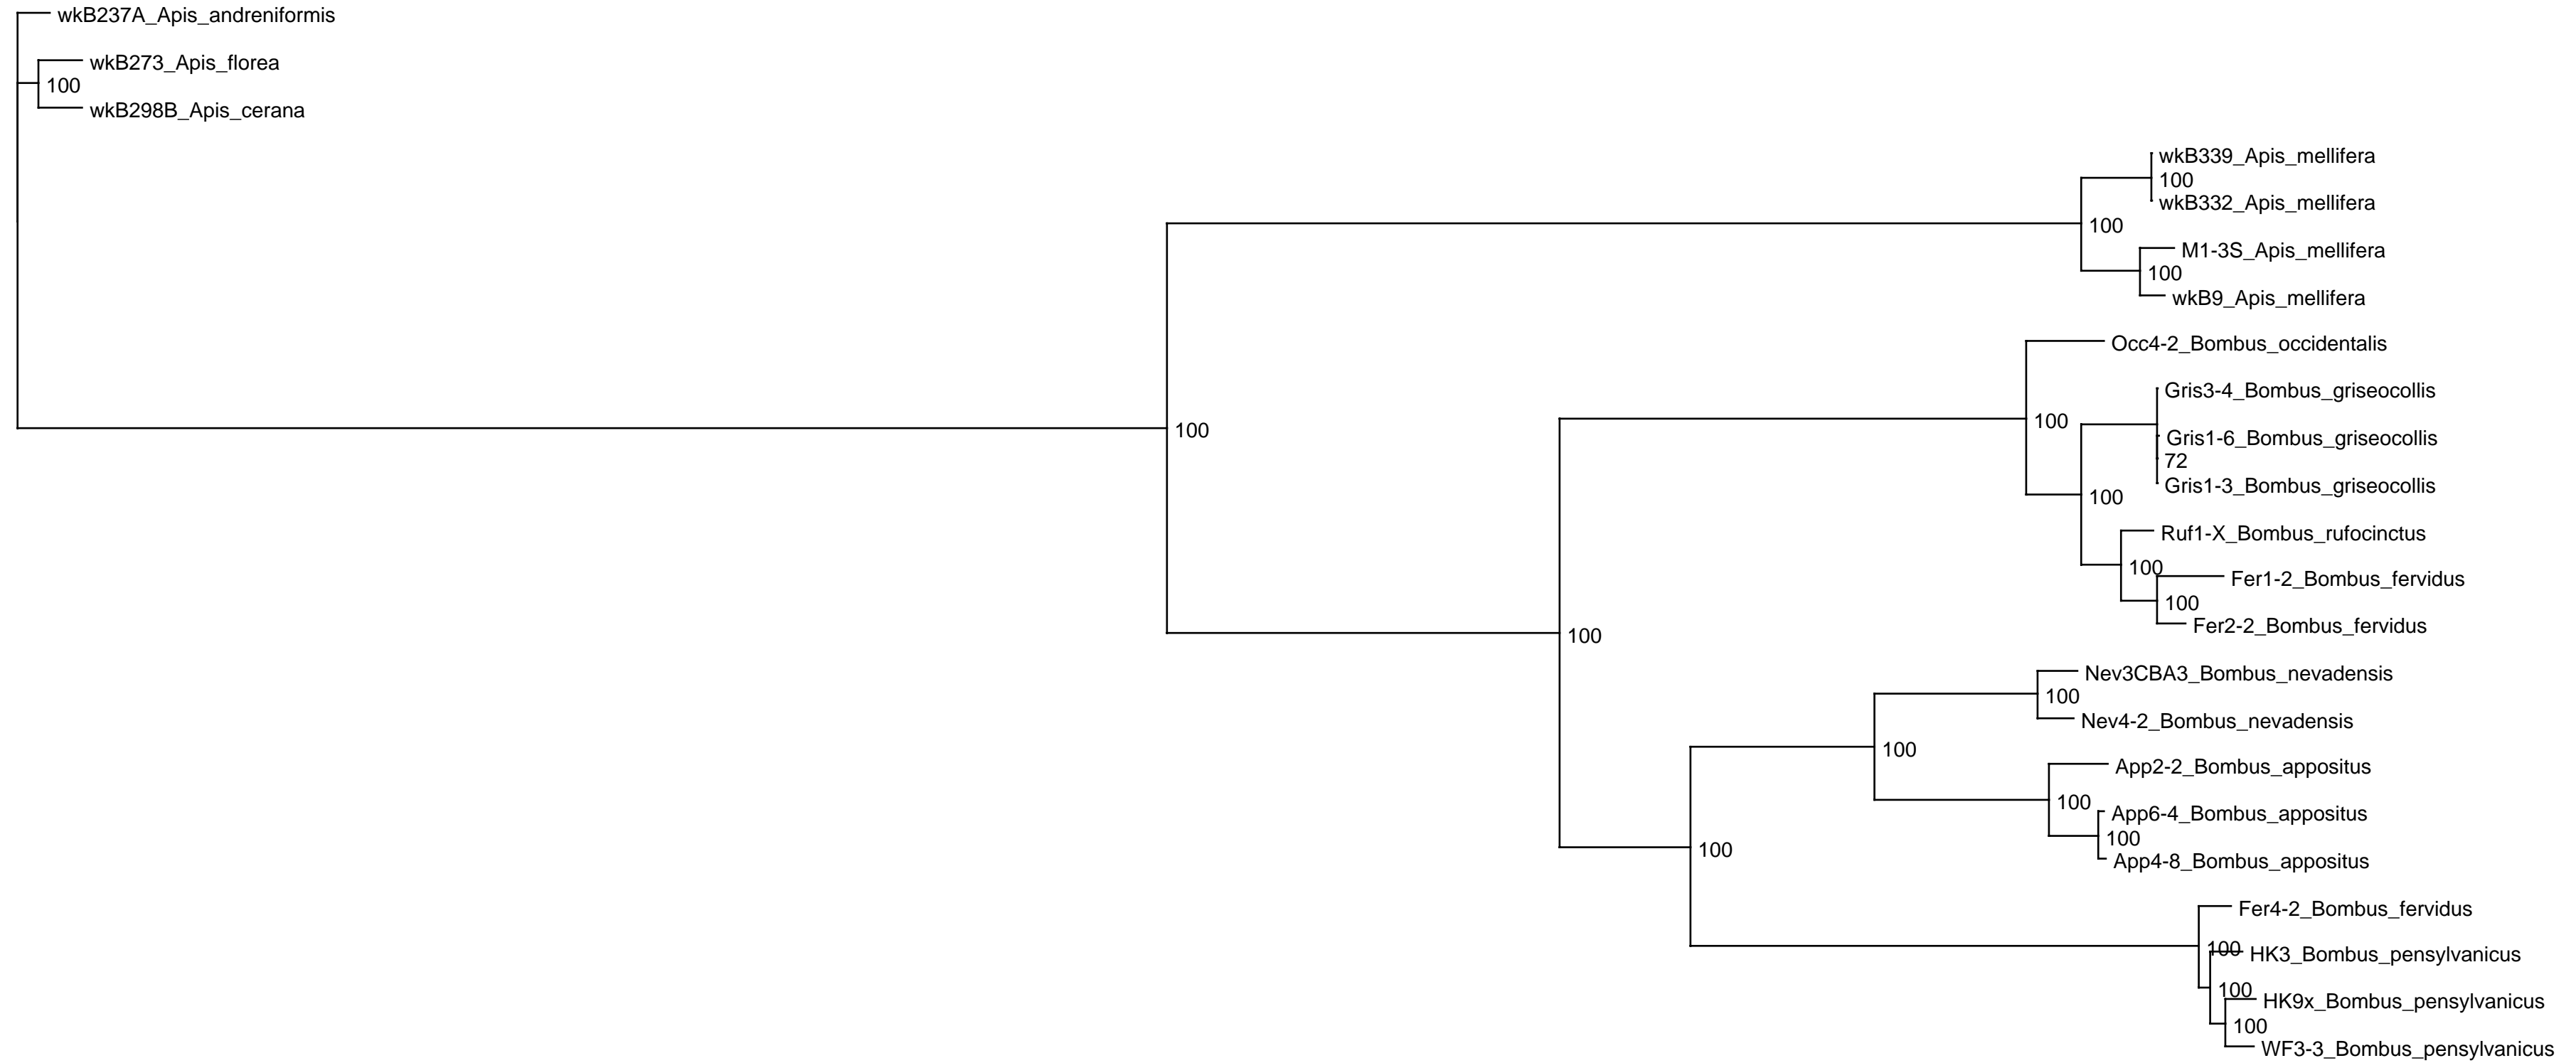 wkB237A_Apis_andreniformis
wkB273_Apis_florea
100
wkB298B_Apis_cerana
wkB339_Apis_mellifera
100
wkB332_Apis_mellifera
100
M1-3S_Apis_mellifera
100
wkB9_Apis_mellifera
Occ4-2_Bombus_occidentalis
Gris3-4_Bombus_griseocollis
100
100
Gris1-6_Bombus_griseocollis
72
Gris1-3_Bombus_griseocollis
100
Ruf1-X_Bombus_rufocinctus
100
Fer1-2_Bombus_fervidus
100
Fer2-2_Bombus_fervidus
100
Nev3CBA3_Bombus_nevadensis
100
Nev4-2_Bombus_nevadensis
100
App2-2_Bombus_appositus
100
App6-4_Bombus_appositus
100
100
App4-8_Bombus_appositus
Fer4-2_Bombus_fervidus
100
HK3_Bombus_pensylvanicus
100
HK9x_Bombus_pensylvanicus
100
WF3-3_Bombus_pensylvanicus